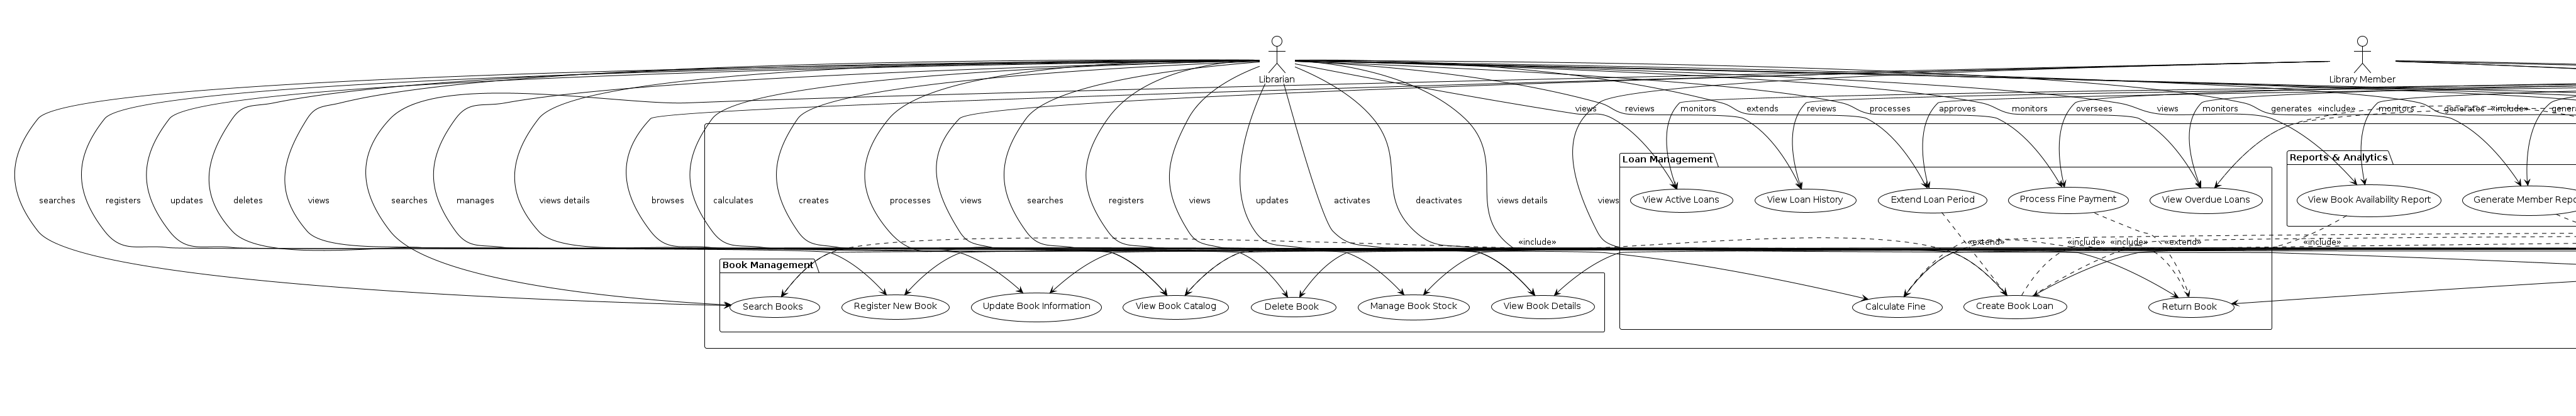 Librarian
Library Member
views
reviews
monitors
extends
reviews
processes
approves
monitors
oversees
views
monitors
generates
«include»
monitors
generates
«include»
Loan Management
Reports & Analytics
searches
registers
updates
deletes
views
searches
manages
views details
browses
calculates
creates
processes
views
searches
registers
views
updates
activates
deactivates
views details
views
View Active Loans
View Loan History
Extend Loan Period
Process Fine Payment
View Overdue Loans
View Book Availability Report
Generate Member Repo
«include»
«extend»
«include»
«include»
«extend»
«include»
Book Management
Search Books
Register New Book
Update Book Information
View Book Catalog
Delete Book
Manage Book Stock
View Book Details
Calculate Fine
Create Book Loan
Return Book